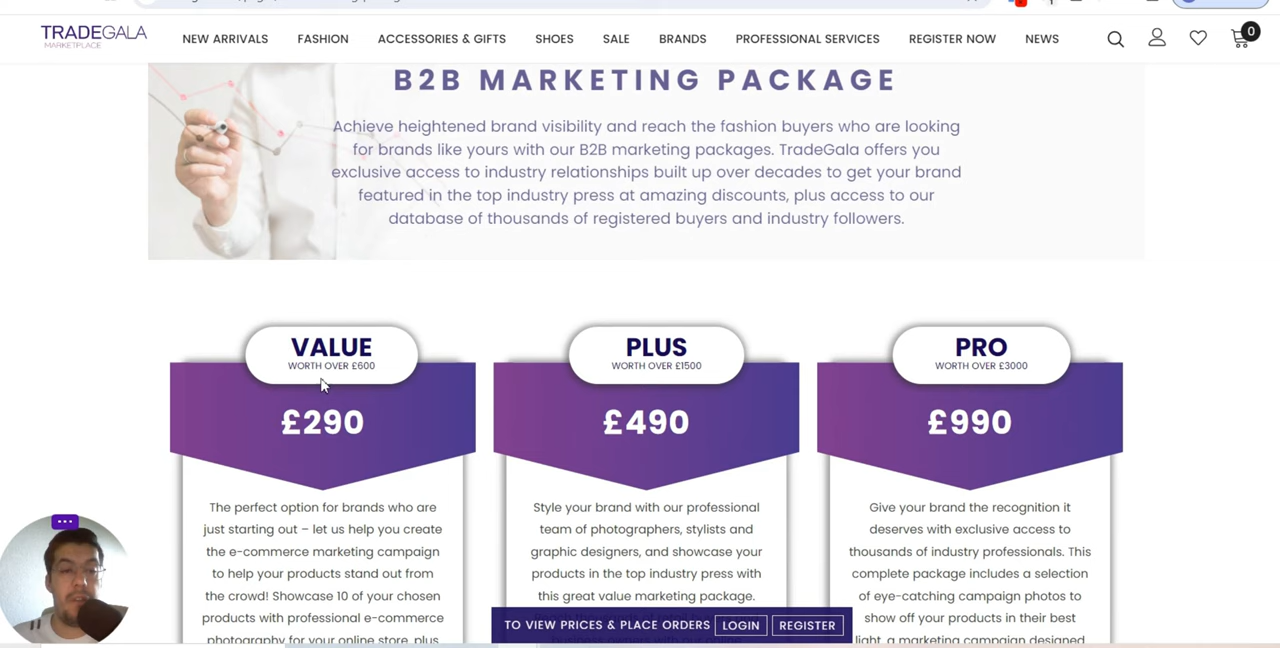 TRADEGALA
MARKETPLACE
NEW ARRIVALS
FASHION
ACCESSORIES & GIFTS
SHOES
SALE
BRANDS
PROFESSIONAL SERVICES
REGISTER NOW
NEWS
0
B2B MARKETING PACKAGE
Achieve heightened brand visibility and reach the fashion buyers who are looking
for brands like yours with our B2B marketing packages. TradeGala offers you
exclusive access to industry relationships built up over decades to get your brand
featured in the top industry press at amazing discounts, plus access to our
database of thousands of registered buyers and industry followers.
VALUE
WORTH OVER £600
£290
The perfect option for brands who are
just starting out – let us help you create
the e-commerce marketing campaign
to help your products stand out from
the crowd! Showcase 10 of your chosen
products with professional e-commerce
photography for your online store, plus
PLUS
WORTH OVER £1500
£490
Style your brand with our professional
team of photographers, stylists and
graphic designers, and showcase your
products in the top industry press with
this great value marketing package.
PRO
WORTH OVER £3000
£990
Give your brand the recognition it
deserves with exclusive access to
thousands of industry professionals. This
complete package includes a selection
of eye-catching campaign photos to
show off your products in their best
light, a marketing campaign designed
TO VIEW PRICES & PLACE ORDERS
LOGIN
REGISTER